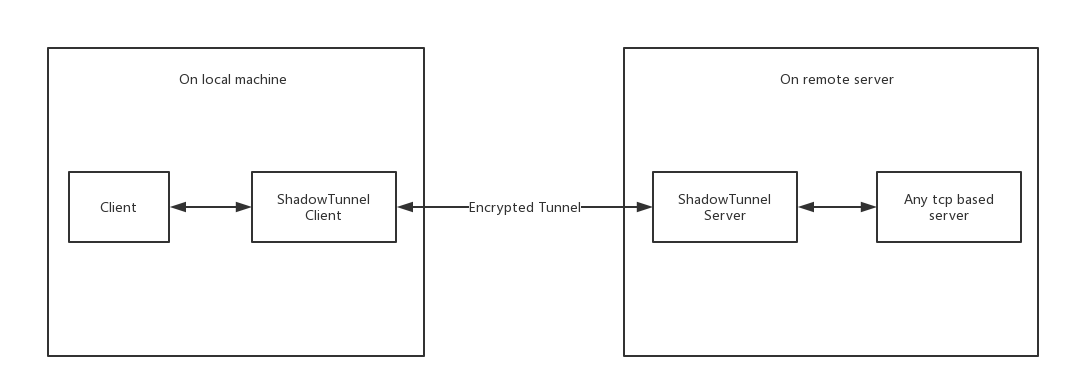 On local machine
On remote server
Client
ShadowTunnel
Client
Encrypted Tunnel
ShadowTunnel
Server
Any tcp based
server